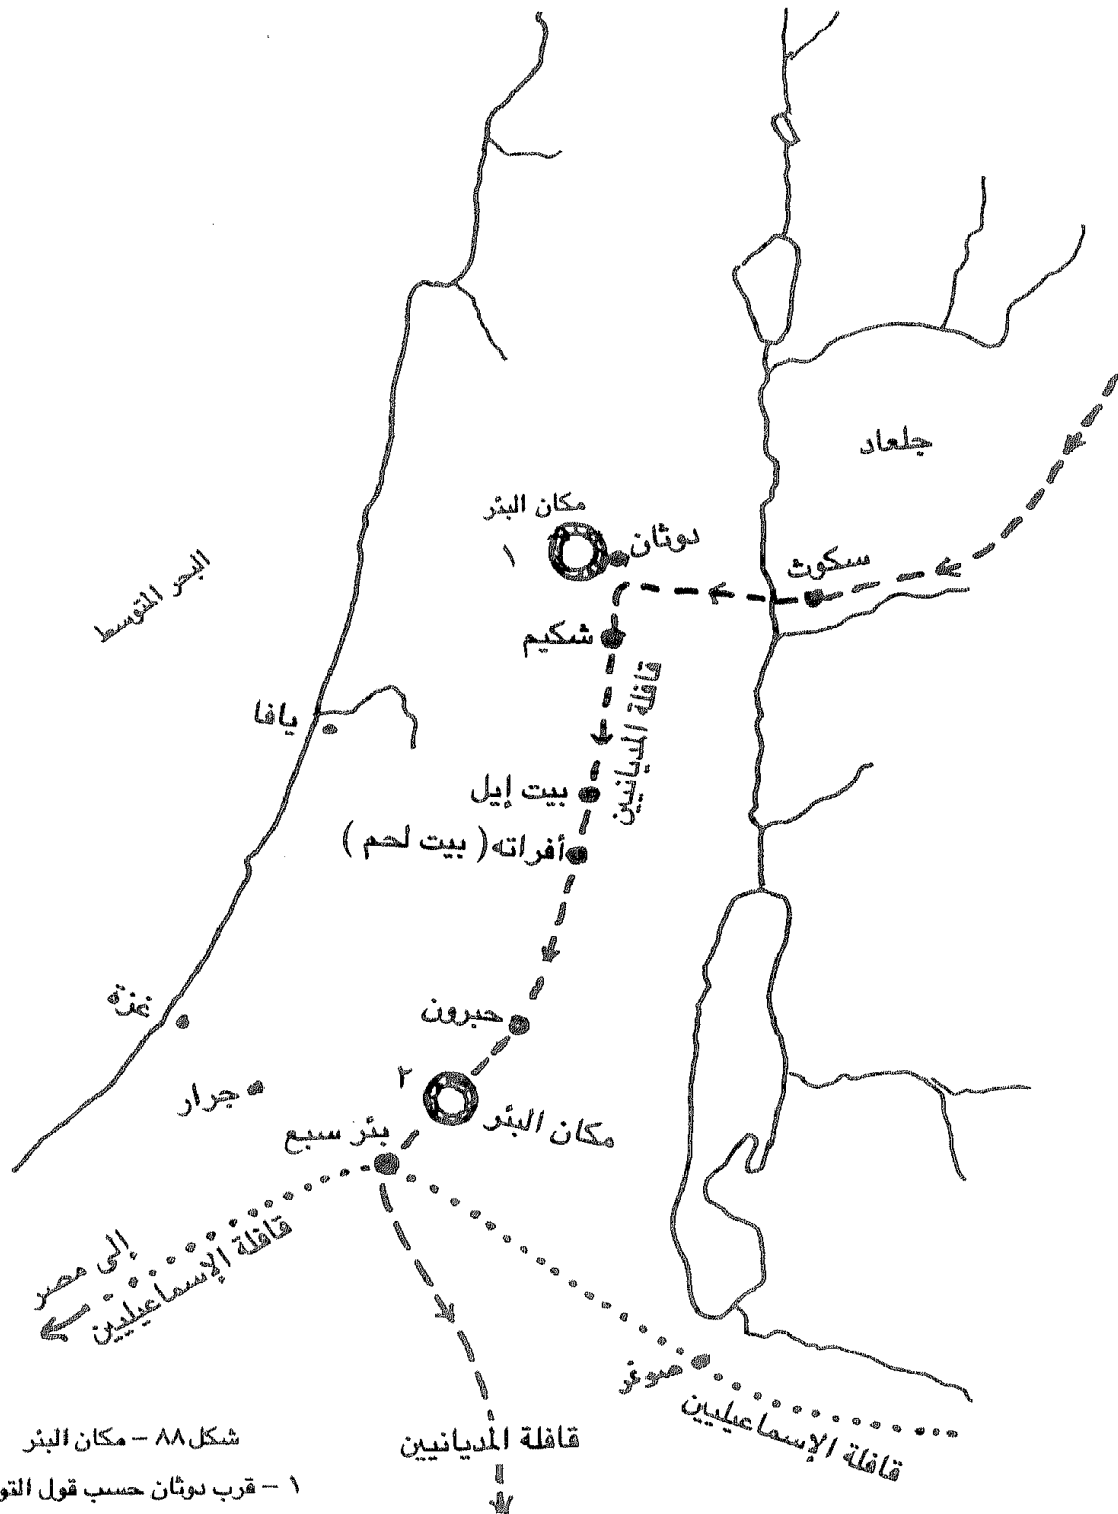 جلعاد
مكان البئر
١
دوثان
سكوث
البحر المتوسط
شكيم
قافلة المديانيين
يافا
بيت إيل
أفراته ( بيت لحم )
غزة
حبرون
٢
جرار
مكان البئر
بئر سبع
إلى مصر
قافلة الإسماعيليين
صوغر
قافلة الإسماعيليين
قافلة المديانيين
شكل ٨٨ – مكان البئر
١ – قرب دوثان حسب قول